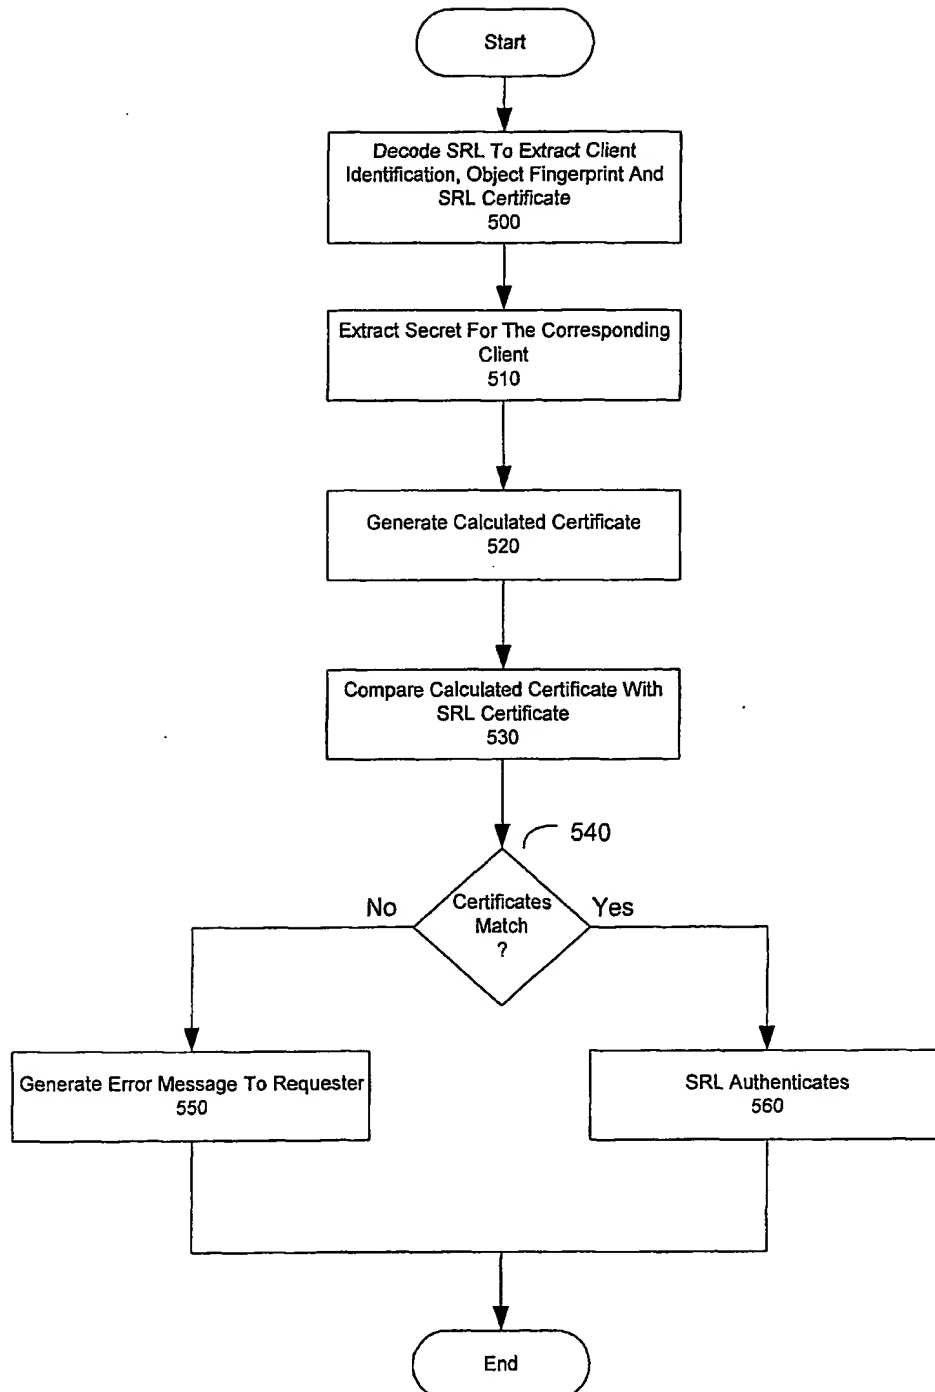 Start
Decode SRL To Extract Client
Identification, Object Fingerprint And
SRL Certificate
500
Extract Secret For The Corresponding
Client
510
Generate Calculated Certificate
520
Compare Calculated Certificate With
SRL Certificate
530
540
No
Certificates
Match
?
Yes
Generate Error Message To Requester
550
SRL Authenticates
560
End